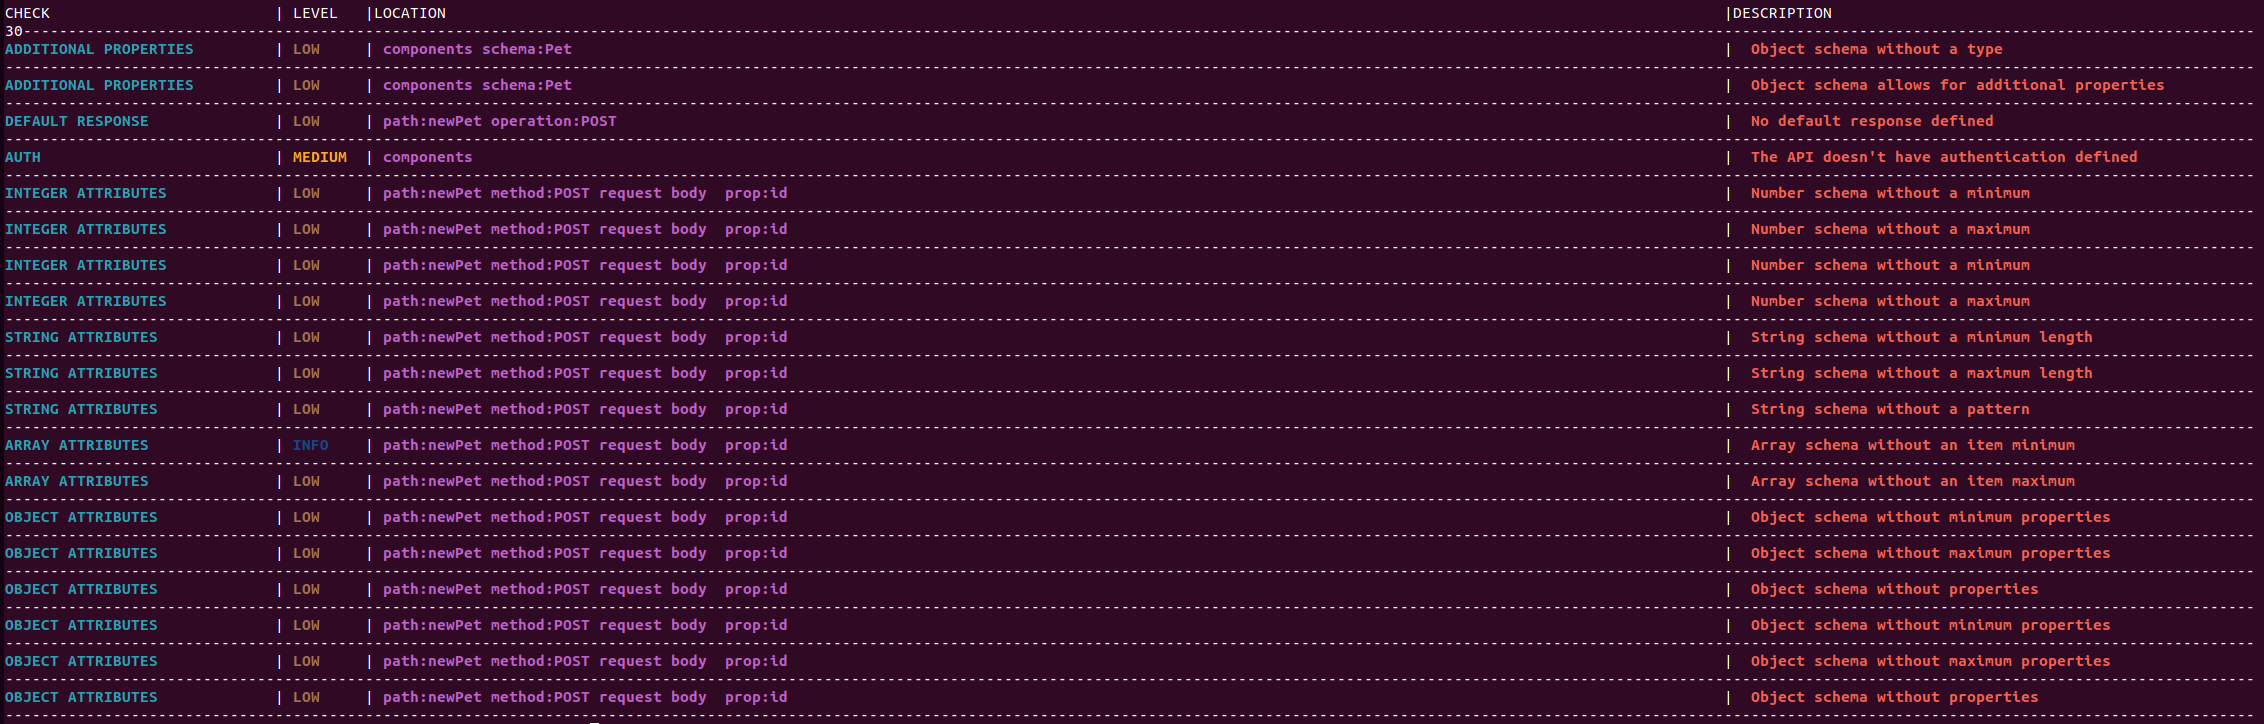 CHECK | LEVEL |LOCATION |DESCRIPTION
30--------------------------------------------------
ADDITIONAL PROPERTIES | LOW | components schema:Pet | Object schema without a type
ADDITIONAL PROPERTIES | LOW | components schema:Pet | Object schema allows for additional properties
DEFAULT RESPONSE | LOW | path:newPet operation:POST | No default response defined
AUTH | MEDIUM | components | The API doesn't have authentication defined
INTEGER ATTRIBUTES | LOW | path:newPet method:POST request body  prop:id | Number schema without a minimum
INTEGER ATTRIBUTES | LOW | path:newPet method:POST request body  prop:id | Number schema without a maximum
INTEGER ATTRIBUTES | LOW | path:newPet method:POST request body  prop:id | Number schema without a minimum
INTEGER ATTRIBUTES | LOW | path:newPet method:POST request body  prop:id | Number schema without a maximum
STRING ATTRIBUTES | LOW | path:newPet method:POST request body  prop:id | String schema without a minimum length
STRING ATTRIBUTES | LOW | path:newPet method:POST request body  prop:id | String schema without a maximum length
STRING ATTRIBUTES | LOW | path:newPet method:POST request body  prop:id | String schema without a pattern
ARRAY ATTRIBUTES | INFO | path:newPet method:POST request body  prop:id | Array schema without an item minimum
ARRAY ATTRIBUTES | LOW | path:newPet method:POST request body  prop:id | Array schema without an item maximum
OBJECT ATTRIBUTES | LOW | path:newPet method:POST request body  prop:id | Object schema without minimum properties
OBJECT ATTRIBUTES | LOW | path:newPet method:POST request body  prop:id | Object schema without maximum properties
OBJECT ATTRIBUTES | LOW | path:newPet method:POST request body  prop:id | Object schema without properties
OBJECT ATTRIBUTES | LOW | path:newPet method:POST request body  prop:id | Object schema without minimum properties
OBJECT ATTRIBUTES | LOW | path:newPet method:POST request body  prop:id | Object schema without maximum properties
OBJECT ATTRIBUTES | LOW | path:newPet method:POST request body  prop:id | Object schema without properties